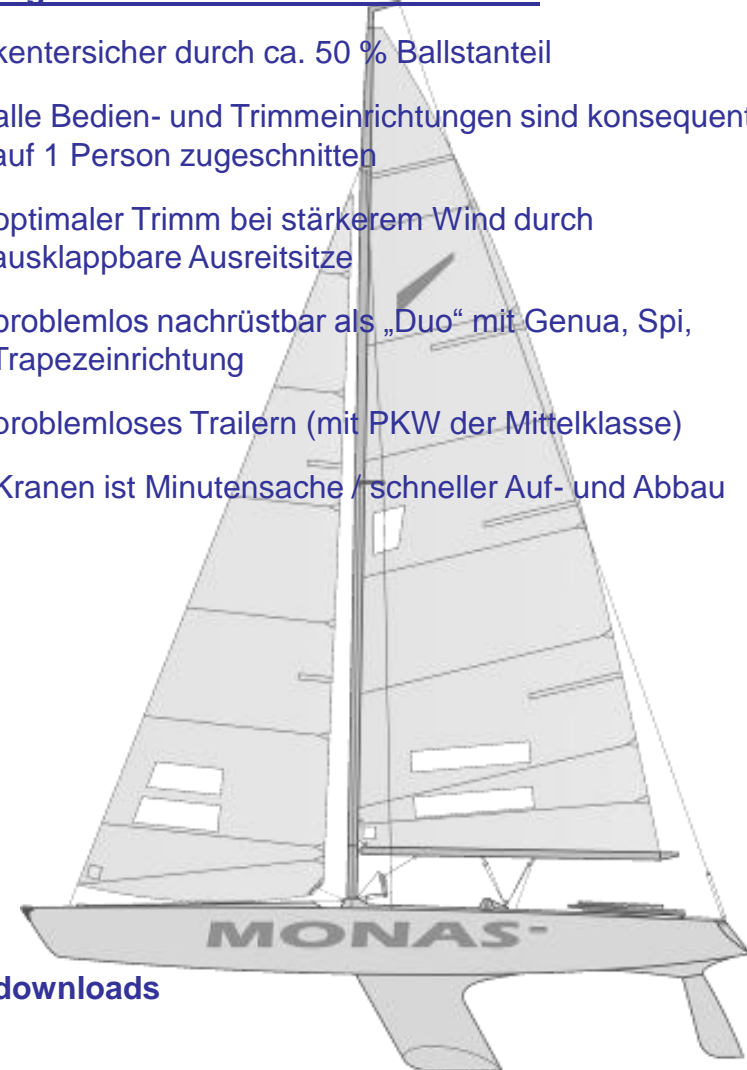 kentersicher durch ca. 50 % Ballstanteil
alle Bedien- und Trimmeinrichtungen sind konsequent
auf 1 Person zugeschnitten
optimaler Trimm bei stärkerem Wind durch
ausklappbare Ausreitsitze
problemlos nachrüstbar als „Duo“ mit Genua, Spi,
Trapezeinrichtung
problemloses Trailern (mit PKW der Mittelklasse)
Kranen ist Minutensache / schneller Auf- und Abbau
MONAS
downloads